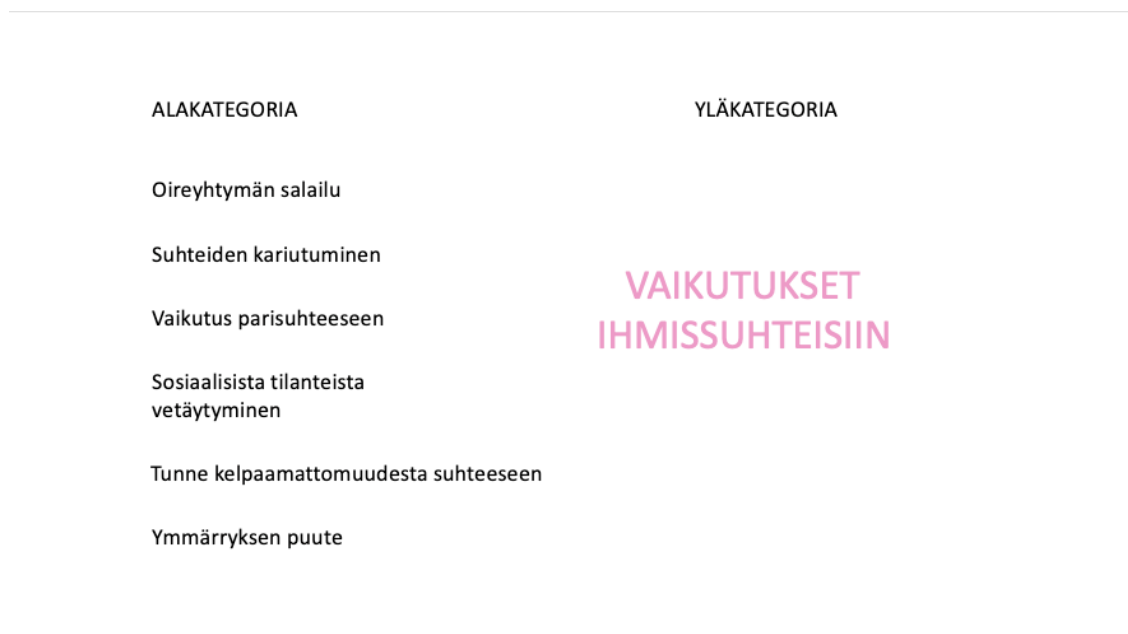 ALAKATEGORIA
YLÄKATEGORIA
Oireyhtymän salailu
Suhteiden kariutuminen
Vaikutus parisuhteeseen
Sosiaalisista tilanteista
vetäytyminen
Tunne kelpaamattomuudesta suhteeseen
Ymmärryksen puute
VAIKUTUKSET
IHMISSUHTEISIIN